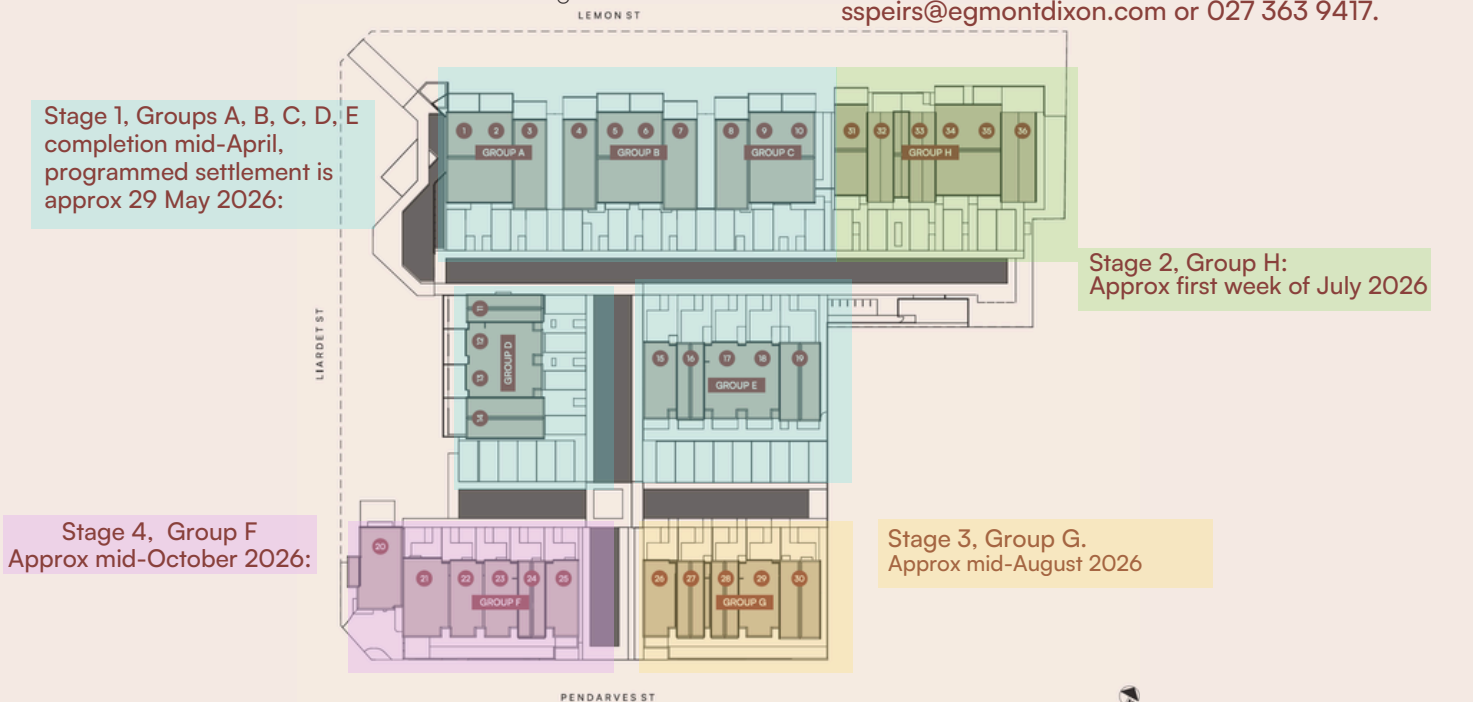 LEMON ST
sspeirs@egmontdixon.com or 027 363 9417.
Stage 1, Groups A, B, C, D, E
completion mid-April,
programmed settlement is
approx 29 May 2026:
1 2 3 4 5 6 7 8 9 10 31 32 33 34 35 36
GROUP A GROUP B GROUP C GROUP H
Stage 2, Group H:
Approx first week of July 2026
LIARDET ST
11
12
13
14
GROUP D
15 16 17 18 19
GROUP E
Stage 4, Group F
Approx mid-October 2026:
20
21 22 23 24 25
GROUP F
26 27 28 29 30
GROUP G
Stage 3, Group G.
Approx mid-August 2026
PENDARVES ST